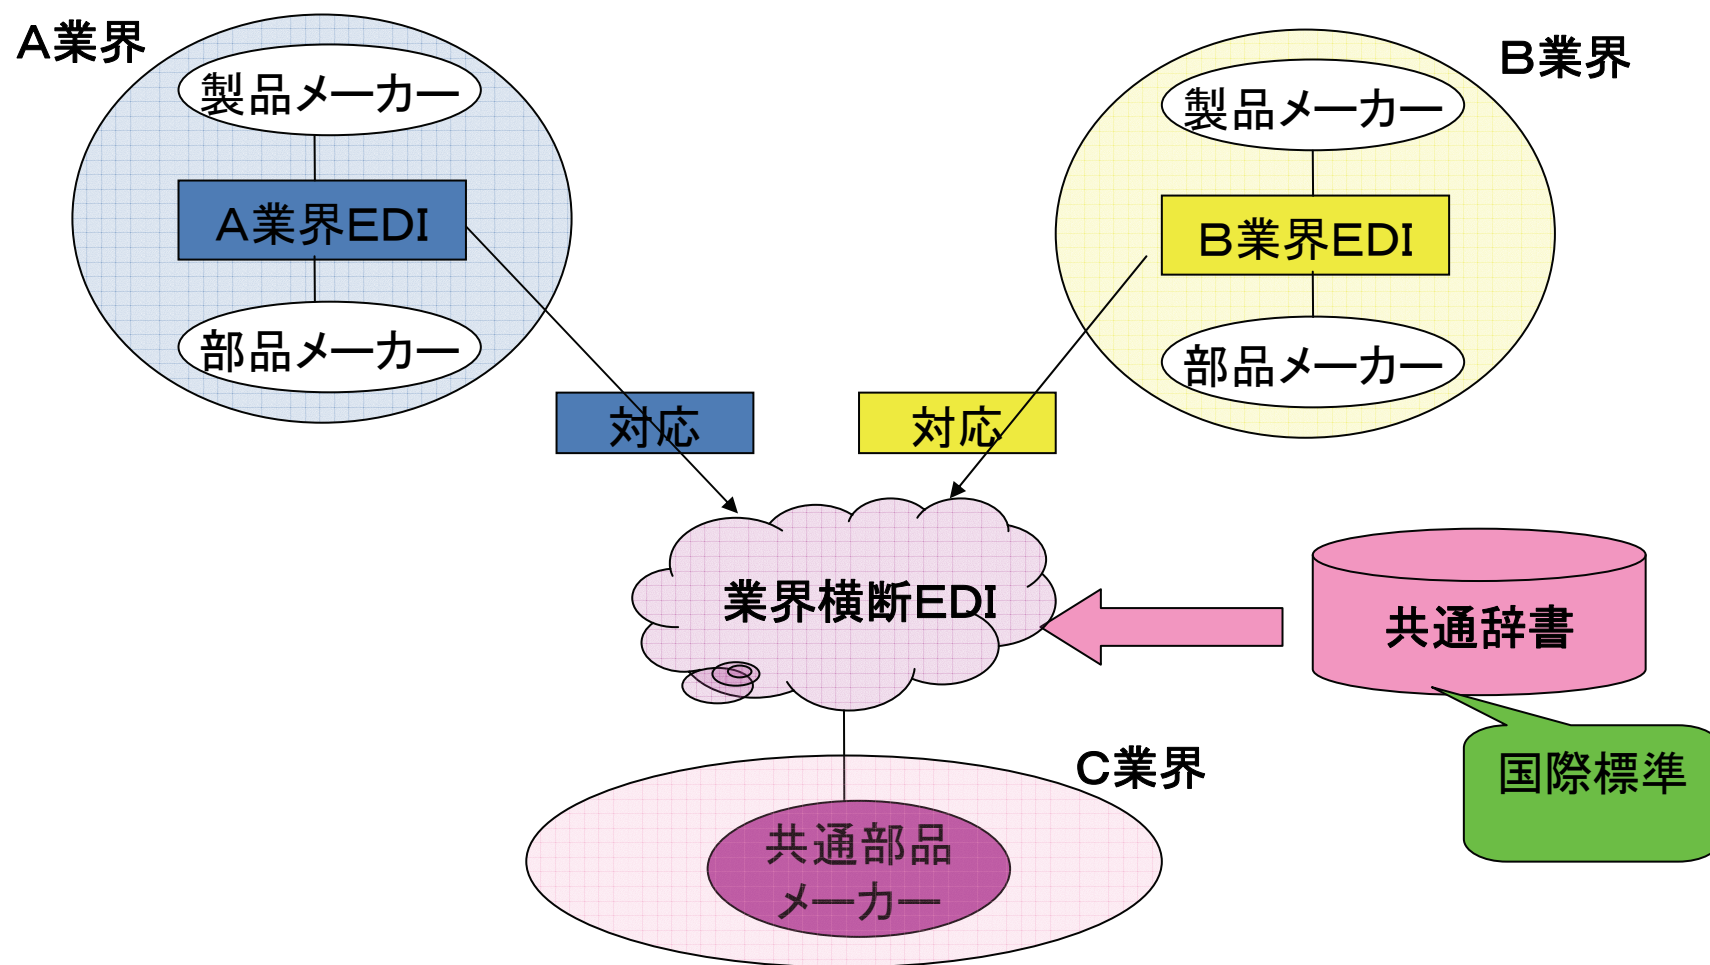 A業界
製品メーカー
A業界EDI
部品メーカー
B業界
製品メーカー
B業界EDI
部品メーカー
対応
対応
業界横断EDI
共通辞書
国際標準
C業界
共通部品
メーカー